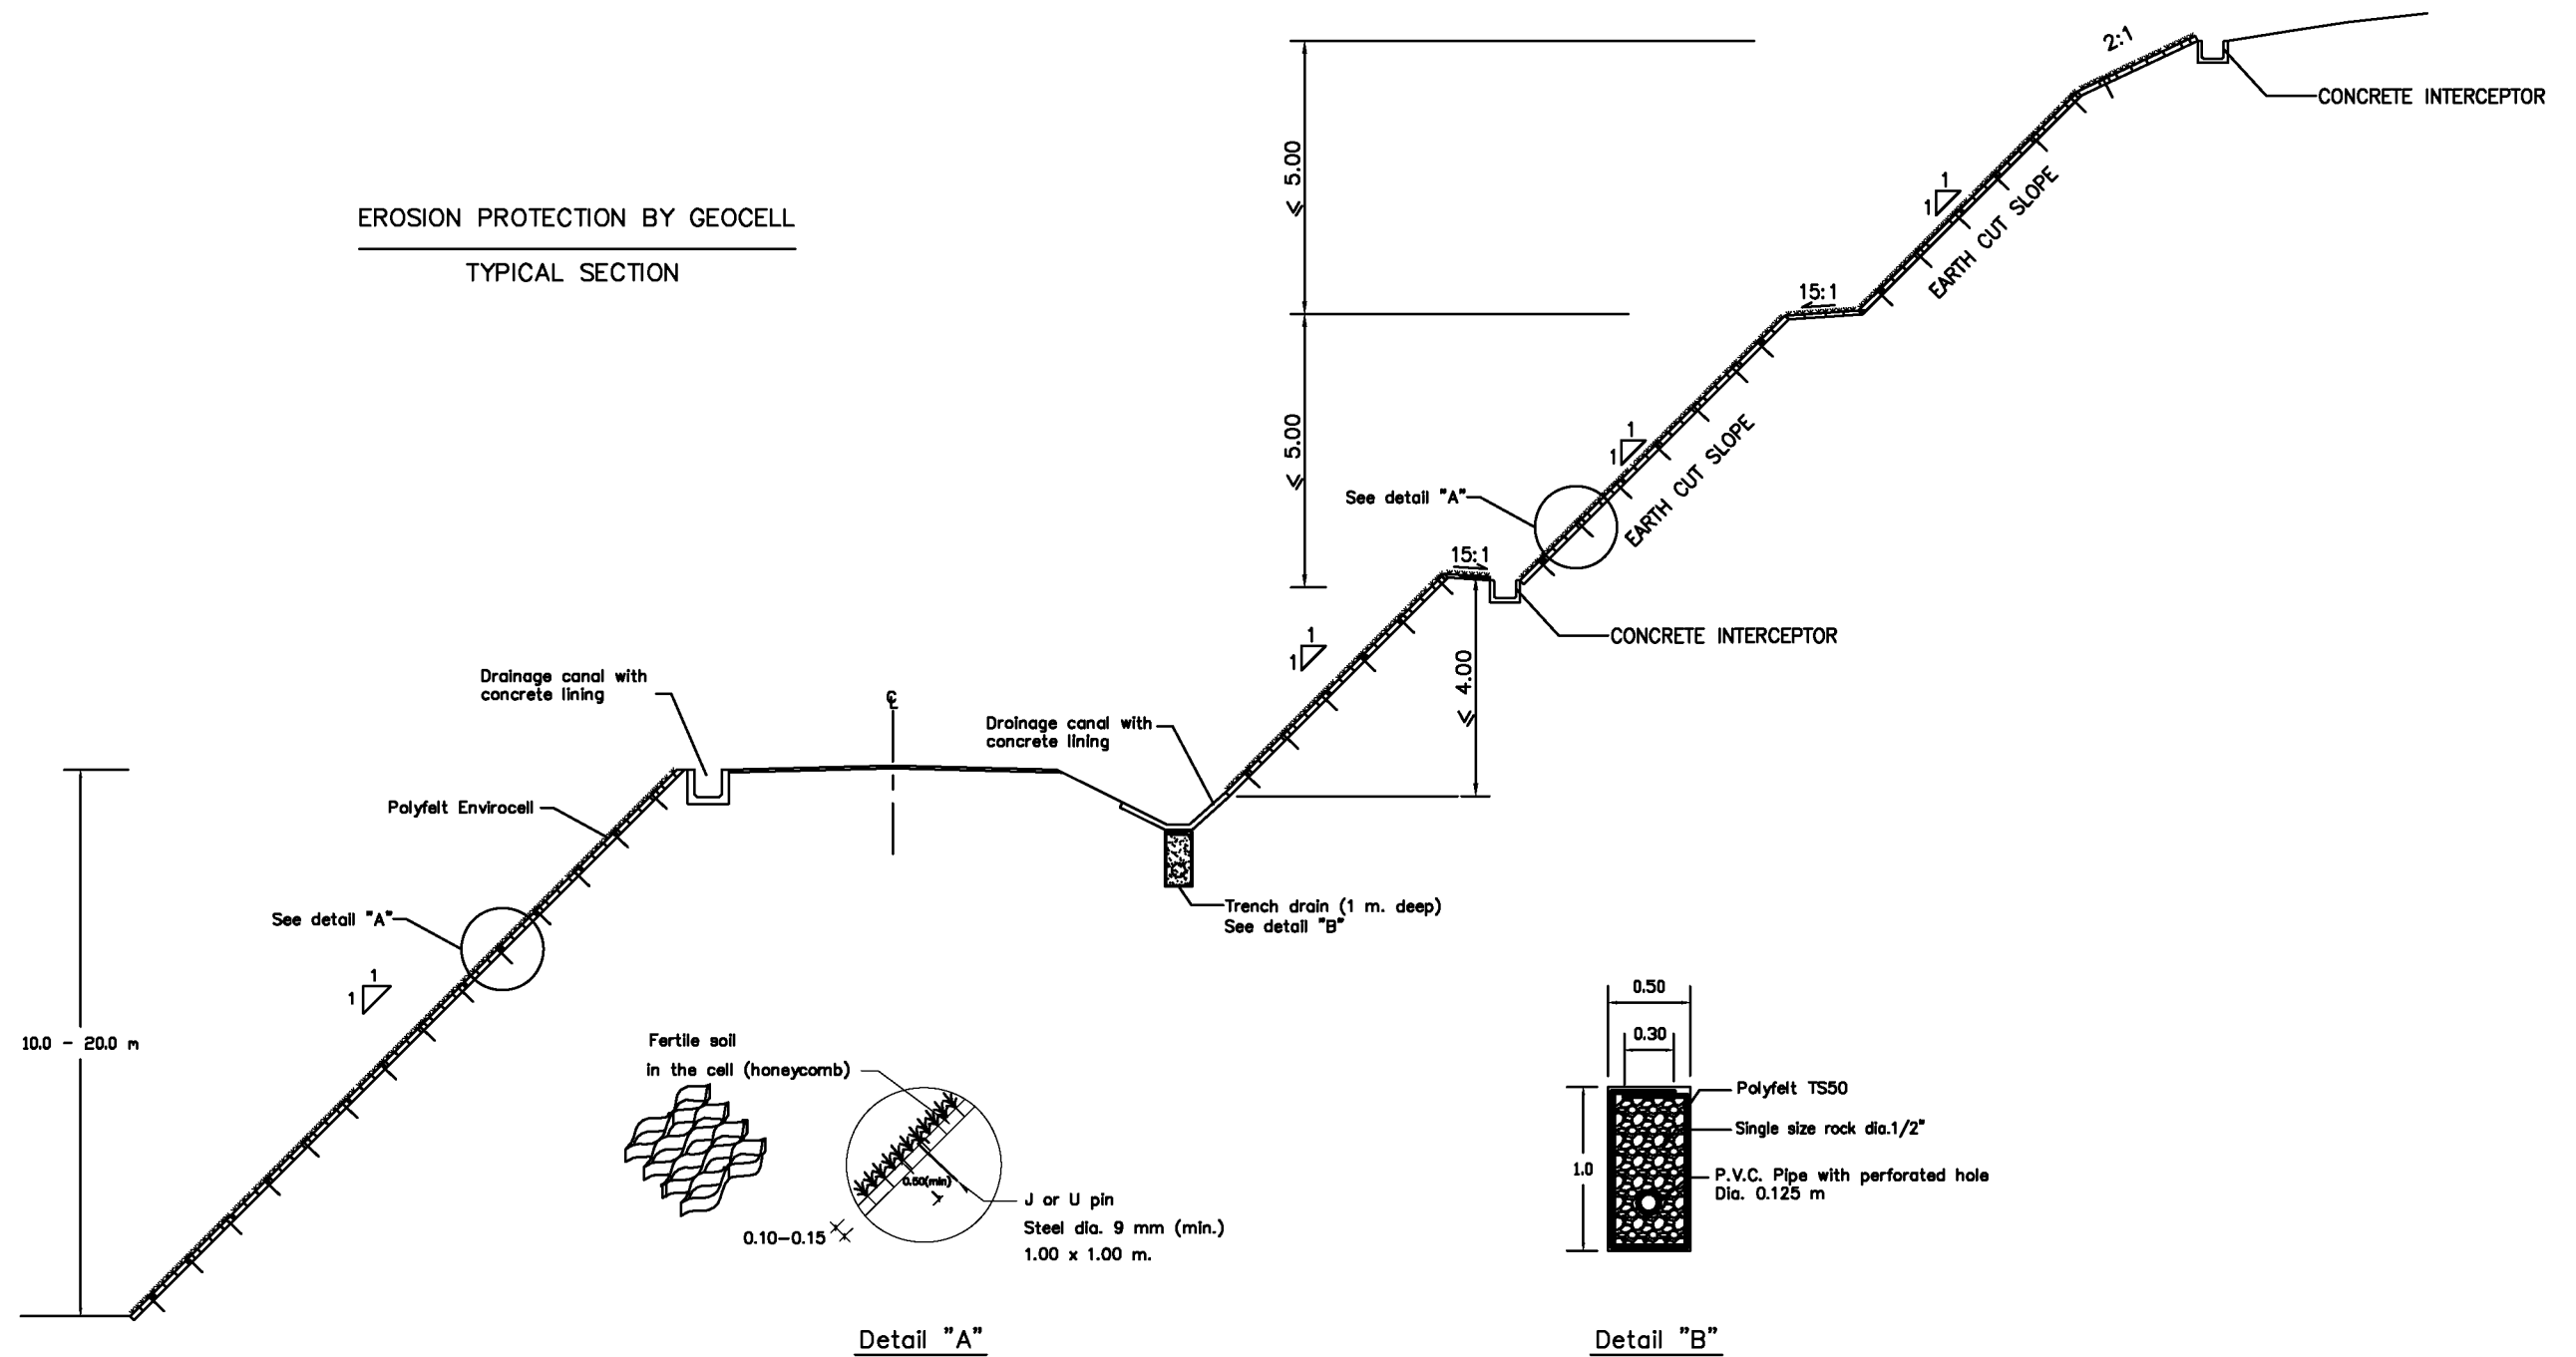 EROSION PROTECTION BY GEOCELL
TYPICAL SECTION
2:1
CONCRETE INTERCEPTOR
≤ 5.00
1
1
EARTH CUT SLOPE
15:1
≤ 5.00
1
1
EARTH CUT SLOPE
See detail "A"
15:1
CONCRETE INTERCEPTOR
1
1
≤ 4.00
Drainage canal with
concrete lining
℄
Droinage canal with
concrete lining
Polyfelt Envirocell
See detail "A"
1
1
10.0 - 20.0 m
Trench drain (1 m. deep)
See detail "B"
Fertile soil
in the cell (honeycomb)
0.50(min)
0.10-0.15
J or U pin
Steel dia. 9 mm (min.)
1.00 x 1.00 m.
Detail "A"
0.50
0.30
1.0
Polyfelt TS50
Single size rock dia.1/2"
P.V.C. Pipe with perforated hole
Dia. 0.125 m
Detail "B"